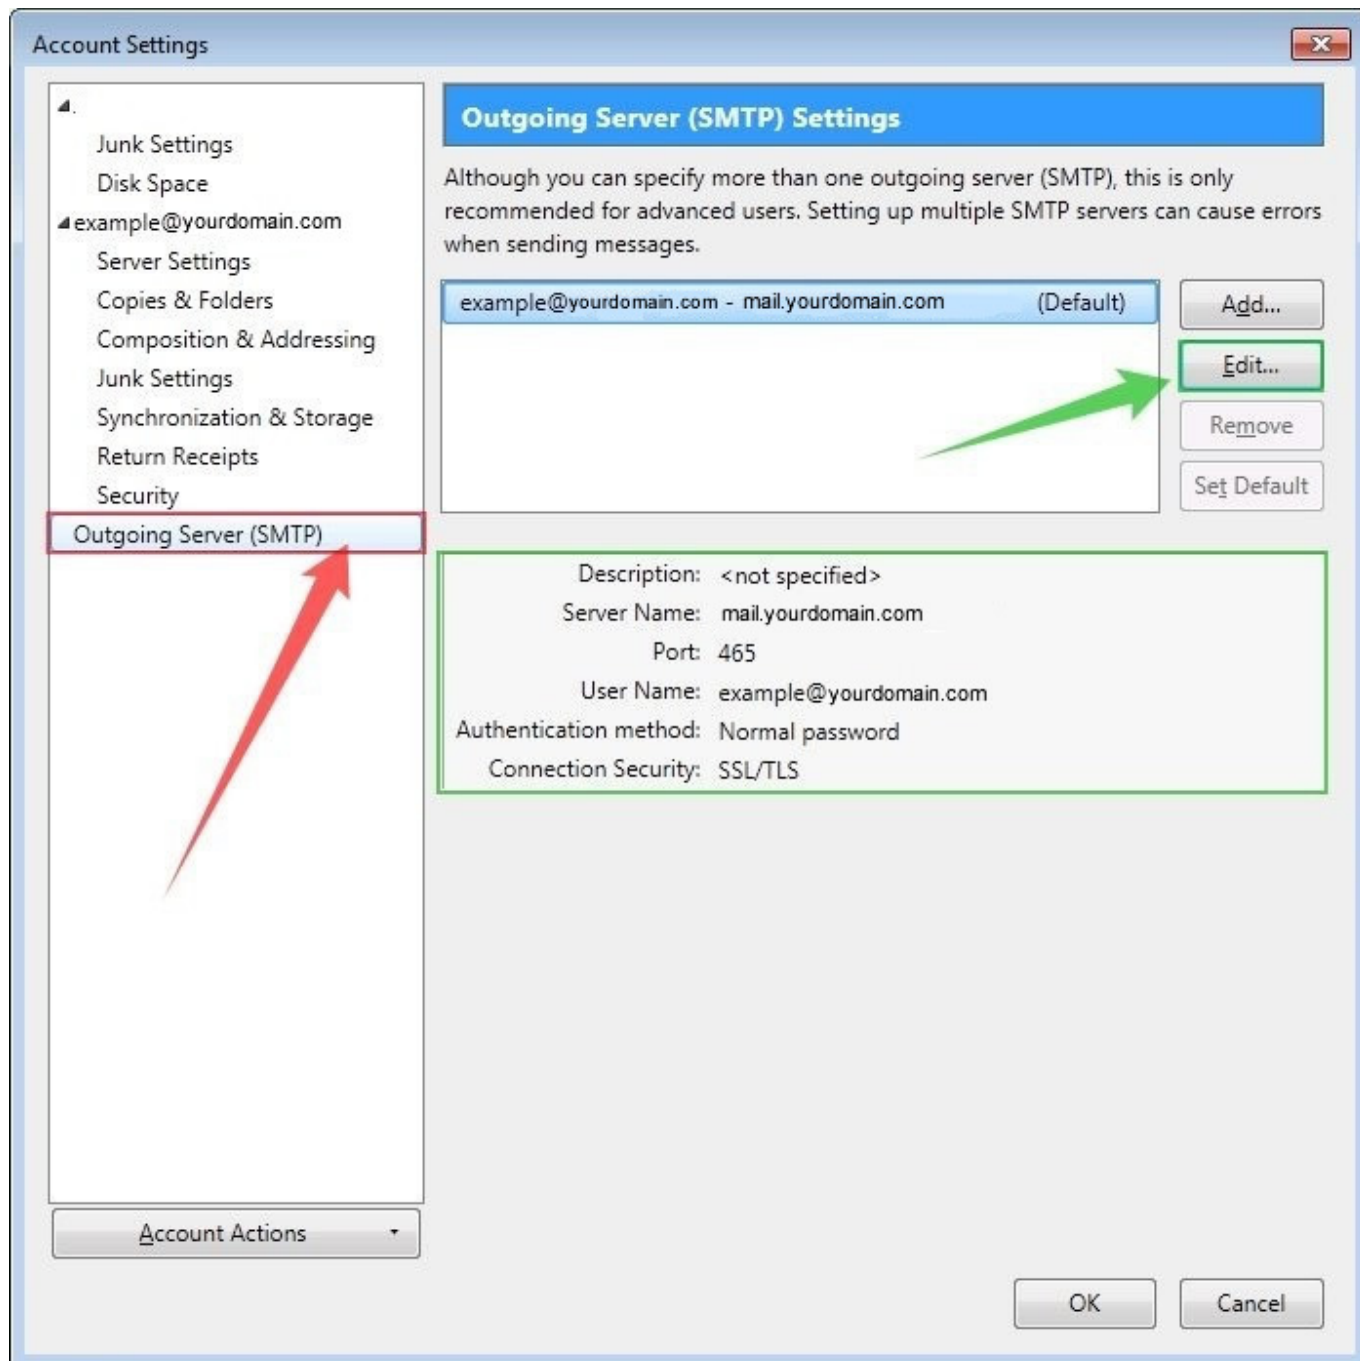 Account Settings
.
Junk Settings
Disk Space
example@yourdomain.com
Server Settings
Copies & Folders
Composition & Addressing
Junk Settings
Synchronization & Storage
Return Receipts
Security
Outgoing Server (SMTP)
Account Actions
Outgoing Server (SMTP) Settings
Although you can specify more than one outgoing server (SMTP), this is only
recommended for advanced users. Setting up multiple SMTP servers can cause errors
when sending messages.
example@yourdomain.com - mail.yourdomain.com (Default)
Add...
Edit...
Remove
Set Default
Description: <not specified>
Server Name: mail.yourdomain.com
Port: 465
User Name: example@yourdomain.com
Authentication method: Normal password
Connection Security: SSL/TLS
OK
Cancel